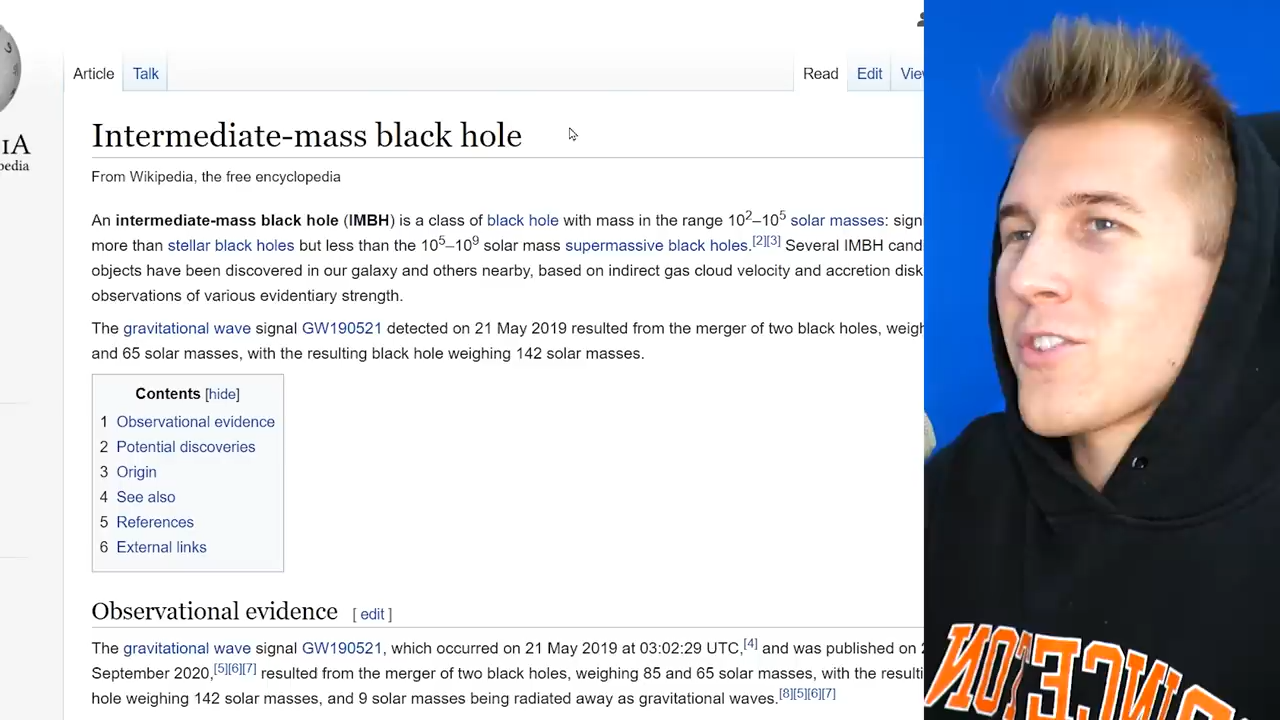 IA
pedia
Article Talk Read Edit
Intermediate-mass black hole
From Wikipedia, the free encyclopedia
An intermediate-mass black hole (IMBH) is a class of black hole with mass in the range 10²–10⁵ solar masses: sign
more than stellar black holes but less than the 10⁵–10⁹ solar mass supermassive black holes.[2][3] Several IMBH cand
objects have been discovered in our galaxy and others nearby, based on indirect gas cloud velocity and accretion disk
observations of various evidentiary strength.
The gravitational wave signal GW190521 detected on 21 May 2019 resulted from the merger of two black holes, weigh
and 65 solar masses, with the resulting black hole weighing 142 solar masses.
Contents [hide]
1 Observational evidence
2 Potential discoveries
3 Origin
4 See also
5 References
6 External links
Observational evidence [ edit ]
The gravitational wave signal GW190521, which occurred on 21 May 2019 at 03:02:29 UTC,[4] and was published on 2
September 2020,[5][6][7] resulted from the merger of two black holes, weighing 85 and 65 solar masses, with the resulti
hole weighing 142 solar masses, and 9 solar masses being radiated away as gravitational waves.[8][5][6][7]
PRINCETON